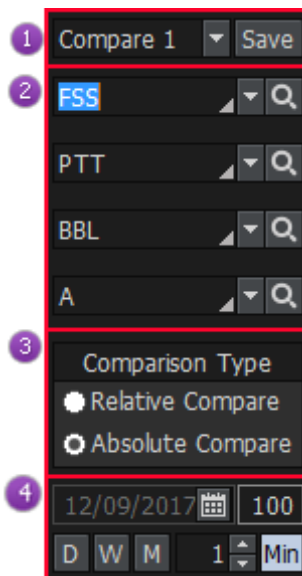 1 Compare 1 Save
2 FSS
PTT
BBL
A
3 Comparison Type
Relative Compare
Absolute Compare
4 12/09/2017 100
D W M 1 Min